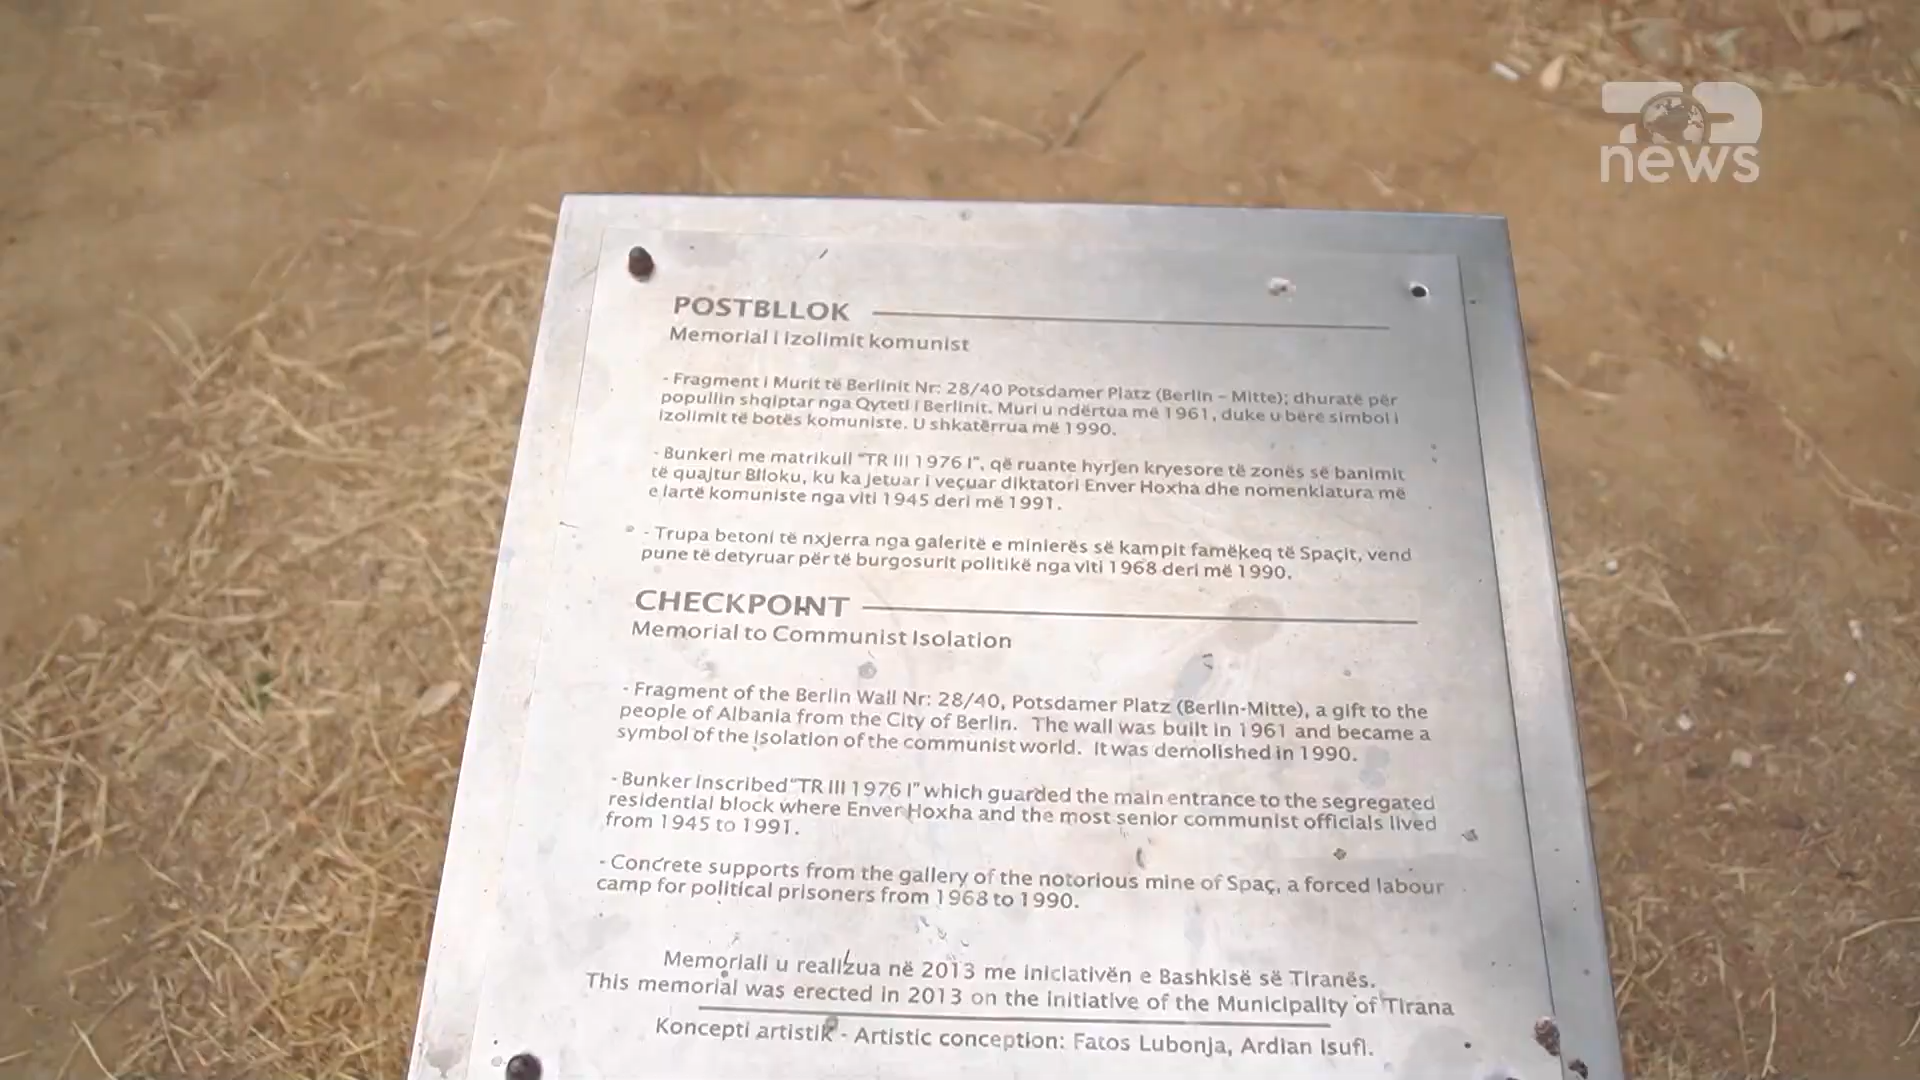 news
POSTBLLOK
Memorial i izolimit komunist
- Fragment i Murit të Berlinit Nr: 28/40 Potsdamer Platz (Berlin – Mitte); dhuratë për
popullin shqiptar nga Qyteti i Berlinit. Muri u ndërtua më 1961, duke u bërë simbol i
izolimit të botës komuniste. U shkatërrua më 1990.
- Bunkeri me matrikull "TR III 1976 I", që ruante hyrjen kryesore të zonës së banimit
të quajtur Blloku, ku ka jetuar i veçuar diktatori Enver Hoxha dhe nomenklatura më
e lartë komuniste nga viti 1945 deri më 1991.
- Trupa betoni të nxjerra nga galeritë e minierës së kampit famëkeq të Spaçit, vend
pune të detyruar për të burgosurit politikë nga viti 1968 deri më 1990.
CHECKPOINT
Memorial to Communist Isolation
- Fragment of the Berlin Wall Nr: 28/40, Potsdamer Platz (Berlin-Mitte), a gift to the
people of Albania from the City of Berlin. The wall was built in 1961 and became a
symbol of the isolation of the communist world. It was demolished in 1990.
- Bunker inscribed "TR III 1976 I" which guarded the main entrance to the segregated
residential block where Enver Hoxha and the most senior communist officials lived
from 1945 to 1991.
- Concrete supports from the gallery of the notorious mine of Spaç, a forced labour
camp for political prisoners from 1968 to 1990.
Memoriali u realizua në 2013 me iniciativën e Bashkisë së Tiranës.
This memorial was erected in 2013 on the initiative of the Municipality of Tirana
Koncepti artistik - Artistic conception: Fatos Lubonja, Ardian Isufi.